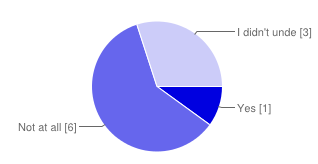 I didn't unde [3]
Yes [1]
Not at all [6]